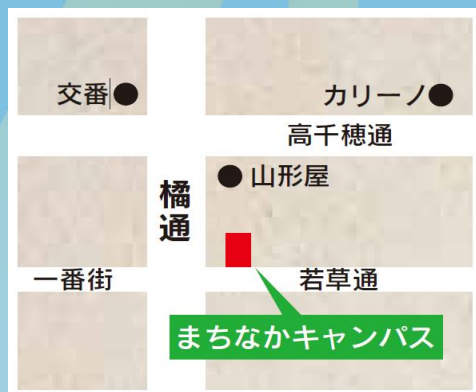 交番
カリーノ
高千穂通
山形屋
橘通
一番街
若草通
まちなかキャンパス